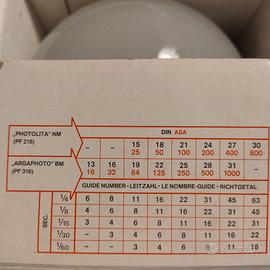 „PHOTOLITA" NM
(PF 218)
DIN ASA
– – 15 18 21 24 27 30
25 50 100 200 400 800
„ARGAPHOTO" BM
(PF 318)
13 16 19 22 25 28 31 –
16 32 64 125 250 500 1000
GUIDE NUMBER - LEITZAHL - LE NOMBRE-GUIDE - RICHTGETAL
SEC.
1/4 6 8 11 16 22 31 45 63
1/8 4 6 8 11 16 22 31 45
1/15 3 4 6 8 11 16 22 31
1/30 – 3 4 6 8 11 16 22
1/60 – – 3 4 6 8 11 16